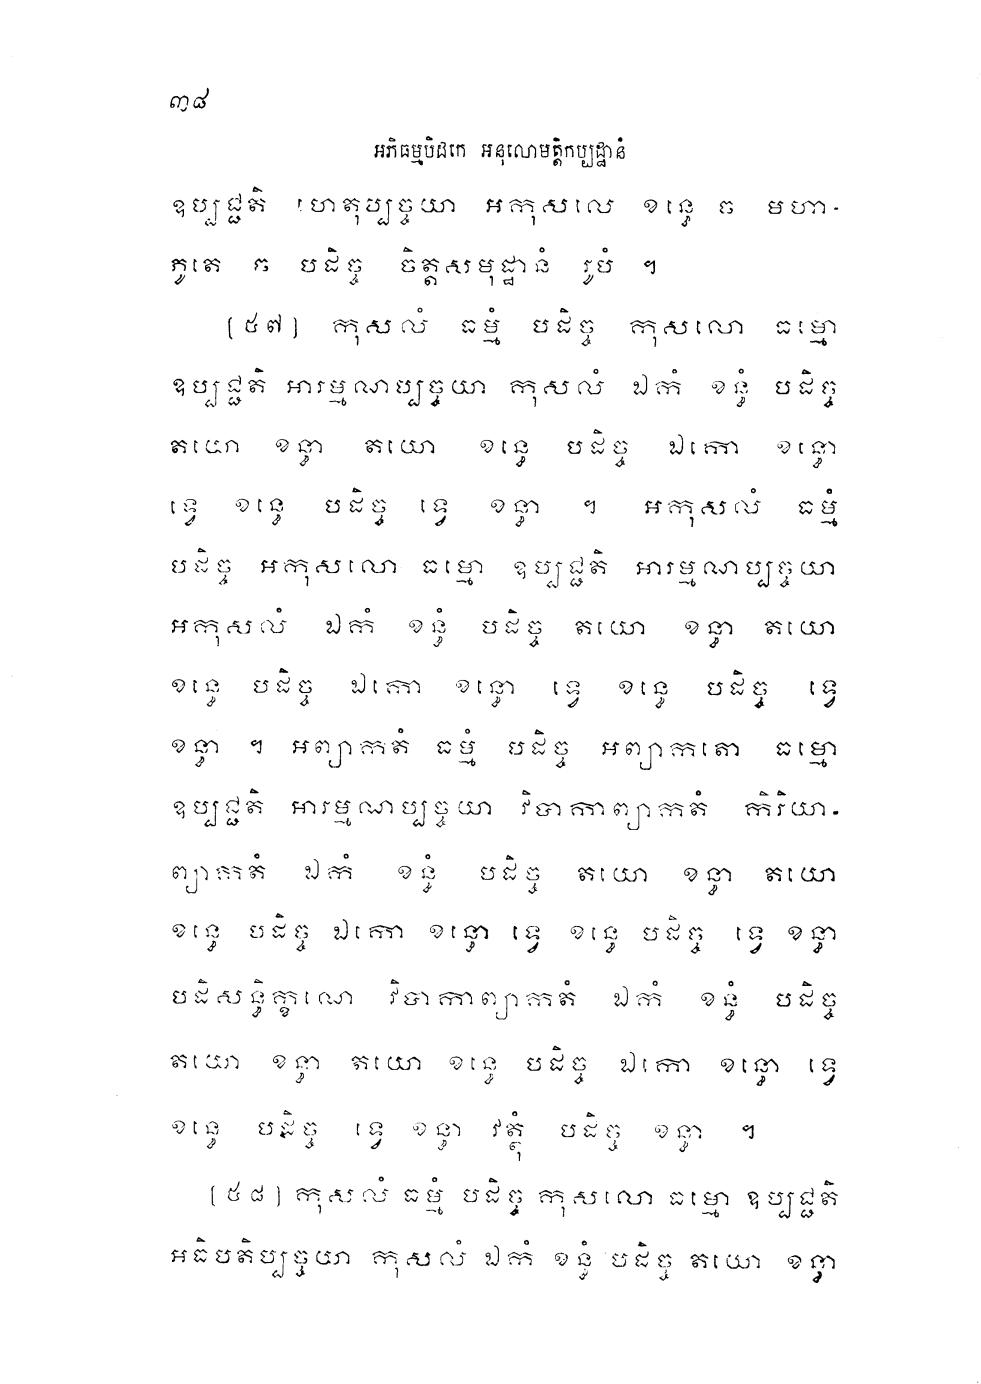 ៣៨
អភិធម្មបិដកេ អនុលោមត្តិកប្បដ្ឋានំ
ឧប្បជ្ជតិ ហេតុប្បច្ចយា អកុសលេ ខន្ធេ ច មហា-
ភូតេ ច បដិច្ច ចិត្តសមុដ្ឋានំ រូបំ ។
[៥៧] កុសលំ ធម្មំ បដិច្ច កុសលោ ធម្មោ
ឧប្បជ្ជតិ អារម្មណប្បច្ចយា កុសលំ ឯកំ ខន្ធំ បដិច្ច
តយោ ខន្ធា តយោ ខន្ធេ បដិច្ច ឯកោ ខន្ធោ
ទ្វេ ខន្ធេ បដិច្ច ទ្វេ ខន្ធា ។ អកុសលំ ធម្មំ
បដិច្ច អកុសលោ ធម្មោ ឧប្បជ្ជតិ អារម្មណប្បច្ចយា
អកុសលំ ឯកំ ខន្ធំ បដិច្ច តយោ ខន្ធា តយោ
ខន្ធេ បដិច្ច ឯកោ ខន្ធោ ទ្វេ ខន្ធេ បដិច្ច ទ្វេ
ខន្ធា ។ អព្យាកតំ ធម្មំ បដិច្ច អព្យាកតោ ធម្មោ
ឧប្បជ្ជតិ អារម្មណប្បច្ចយា វិបាកាព្យាកតំ កិរិយា-
ព្យាកតំ ឯកំ ខន្ធំ បដិច្ច តយោ ខន្ធា តយោ
ខន្ធេ បដិច្ច ឯកោ ខន្ធោ ទ្វេ ខន្ធេ បដិច្ច ទ្វេ ខន្ធា
បដិសន្ធិក្ខណោ វិបាកាព្យាកតំ ឯកំ ខន្ធំ បដិច្ច
តយោ ខន្ធា តយោ ខន្ធេ បដិច្ច ឯកោ ខន្ធោ ទ្វេ
ខន្ធេ បដិច្ច ទ្វេ ខន្ធា វត្ថុំ បដិច្ច ខន្ធា ។
[៥៨] កុសលំ ធម្មំ បដិច្ច កុសលោ ធម្មោ ឧប្បជ្ជតិ
អធិបតិប្បច្ចយា កុសលំ ឯកំ ខន្ធំ បដិច្ច តយោ ខន្ធា